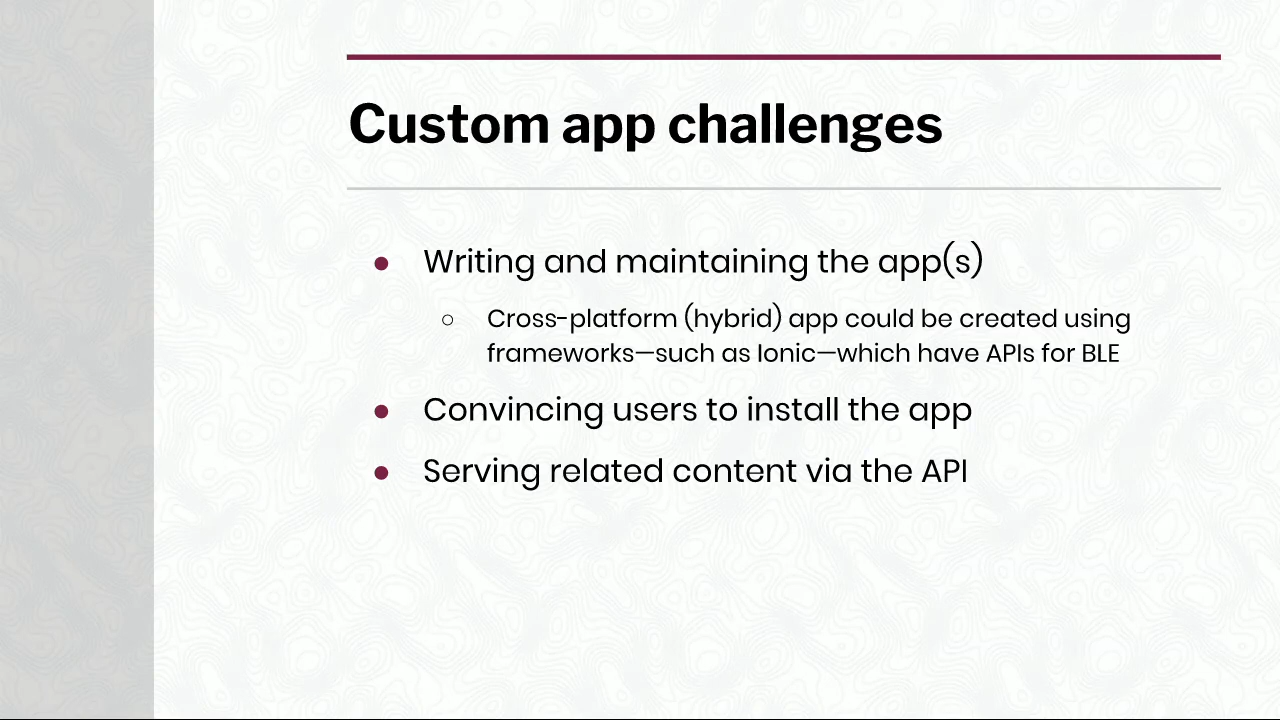 Custom app challenges
● Writing and maintaining the app(s)
○ Cross-platform (hybrid) app could be created using
frameworks—such as Ionic—which have APIs for BLE
● Convincing users to install the app
● Serving related content via the API